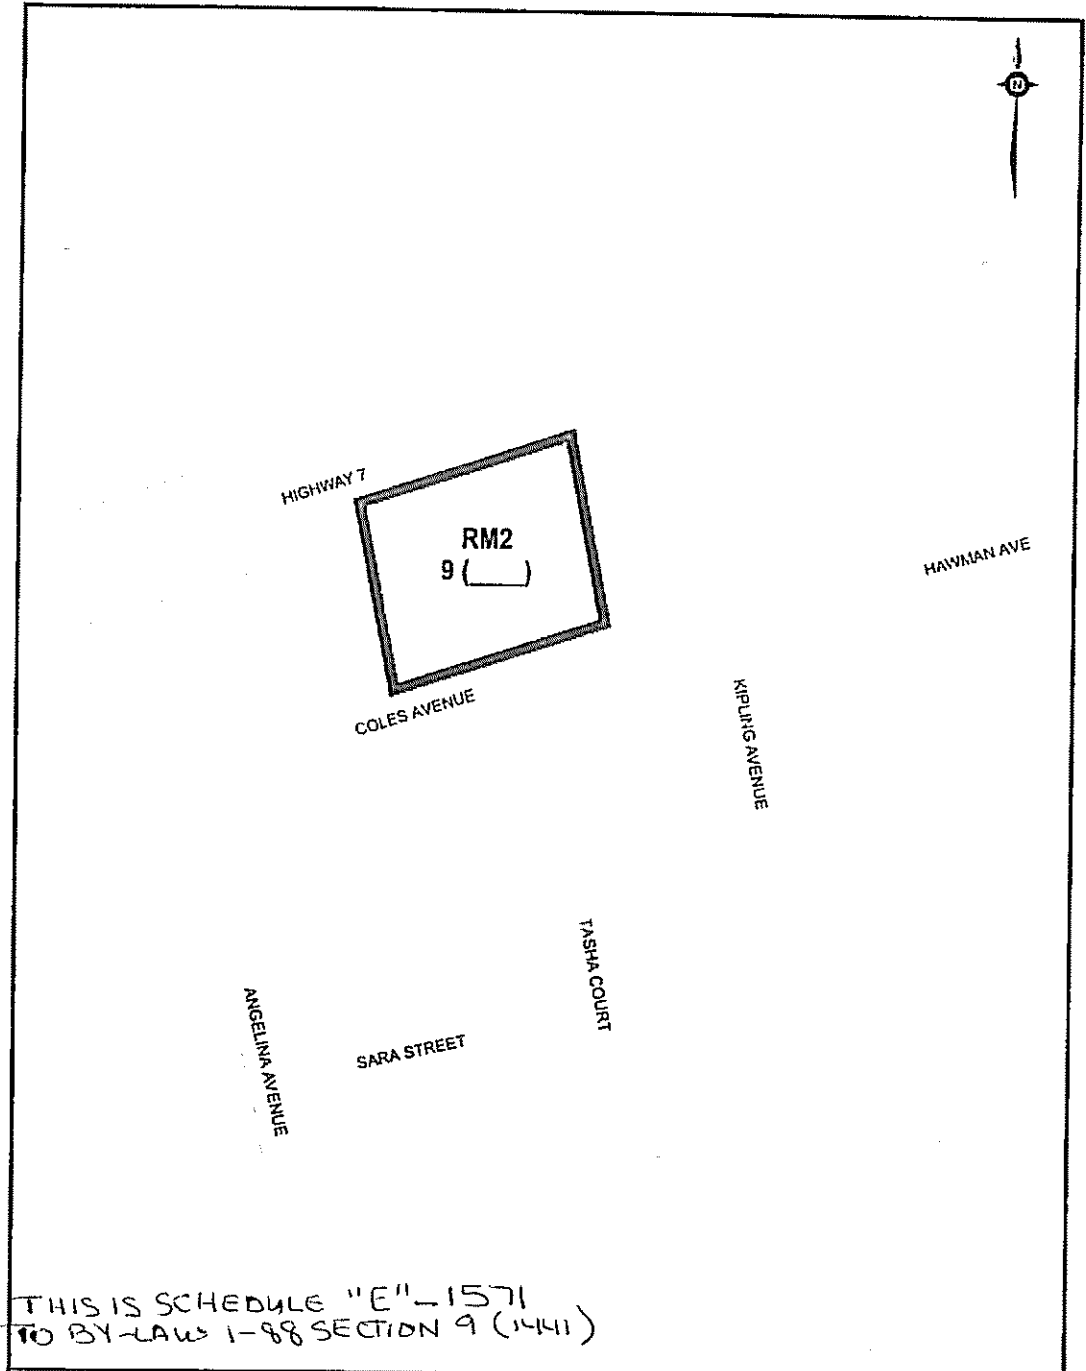 N
HIGHWAY 7
RM2
9 (____)
HAWMAN AVE
COLES AVENUE
KIPLING AVENUE
TASHA COURT
ANGELINA AVENUE
SARA STREET
THIS IS SCHEDULE "E"-1571
TO BY-LAW 1-88 SECTION 9 (1441)